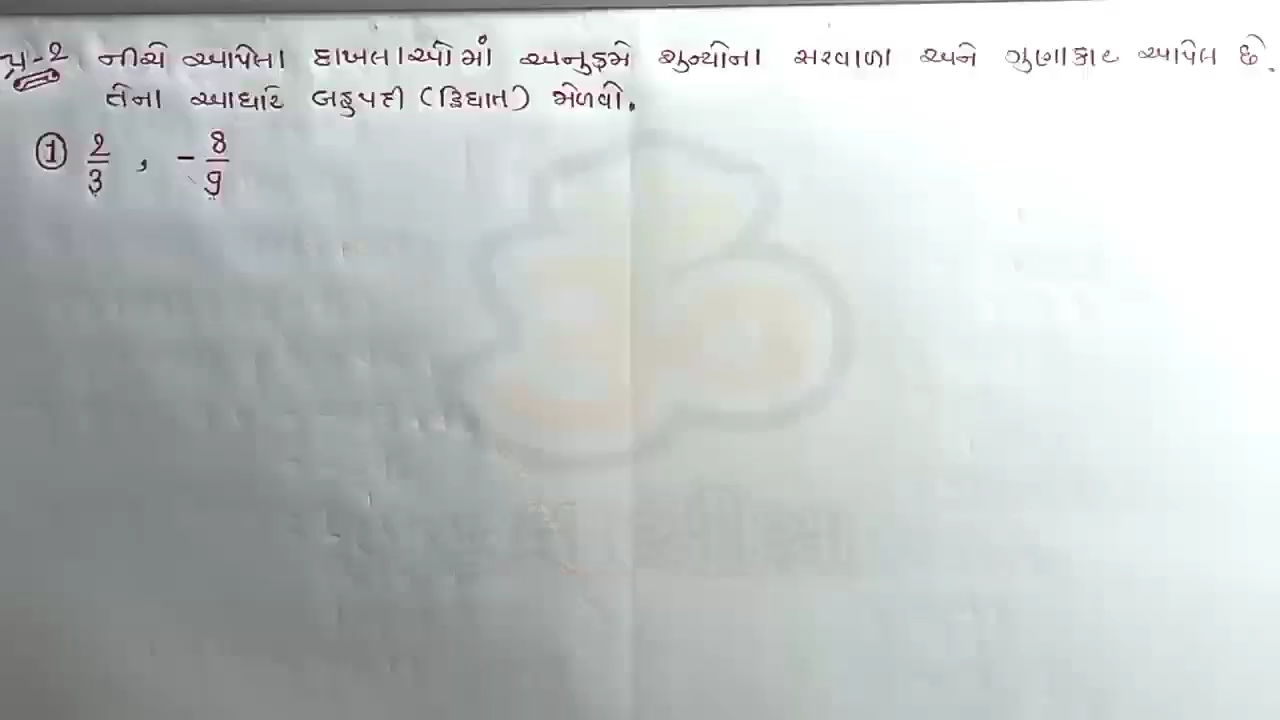 પ્ર-૨ નીચે આપેલા દાખલાઓમાં અનુક્રમે શુન્યોના સરવાળા અને ગુણાકાર આપેલ છે.
તેના આધારે બહુપદી (દ્વિઘાત) મેળવો.
① 2/3 , - 8/9